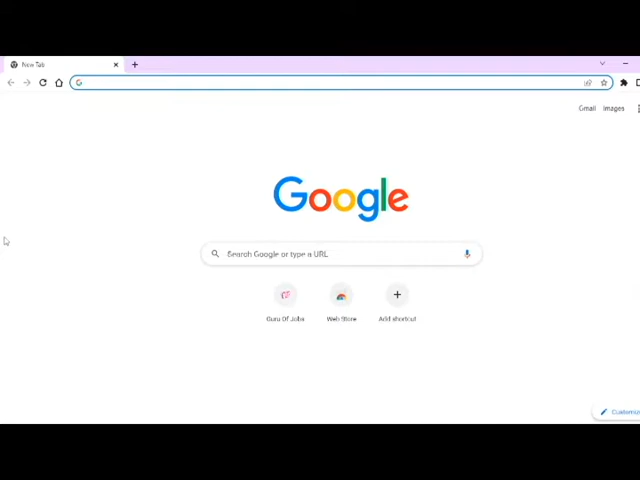 New Tab
Gmail Images
Google
Search Google or type a URL
Guru Of Jobs Web Store Add shortcut